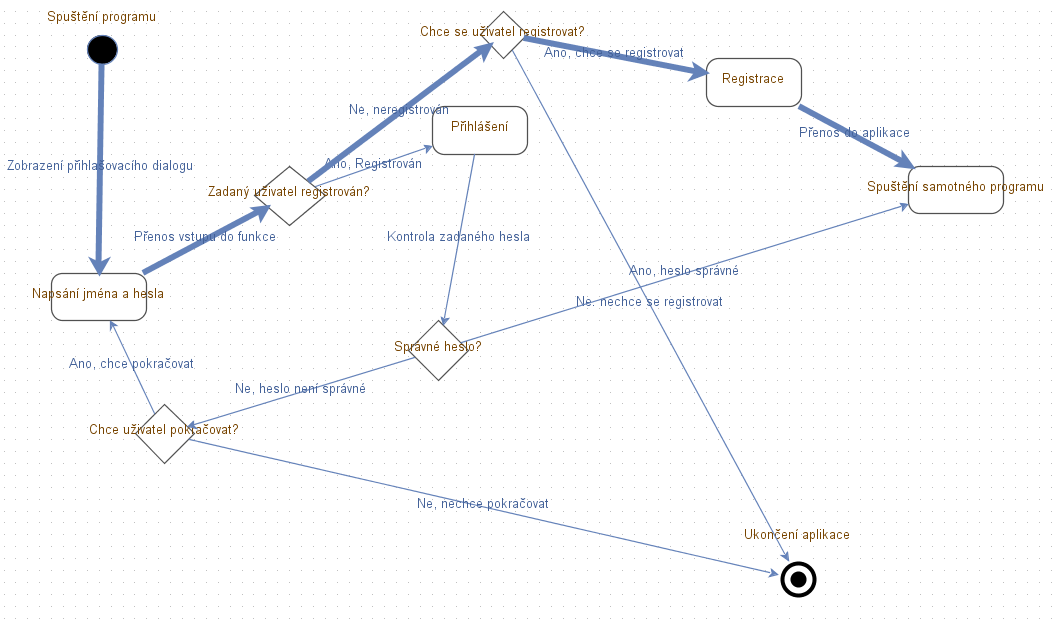 Spuštění programu
Chce se uživatel registrovat?
Ano, chce se registrovat
Registrace
Ne, neregistrován
Přihlášení
Přenos do aplikace
Zobrazení přihlašovacího dialogu
Ano, Registrován
Zadaný uživatel registrován?
Spuštění samotného programu
Přenos vstupu do funkce
Kontrola zadaného hesla
Ano, heslo správné
Napsání jména a hesla
Ne. nechce se registrovat
Správné heslo?
Ano, chce pokračovat
Ne, heslo není správné
Chce uživatel pokračovat?
Ne, nechce pokračovat
Ukončení aplikace